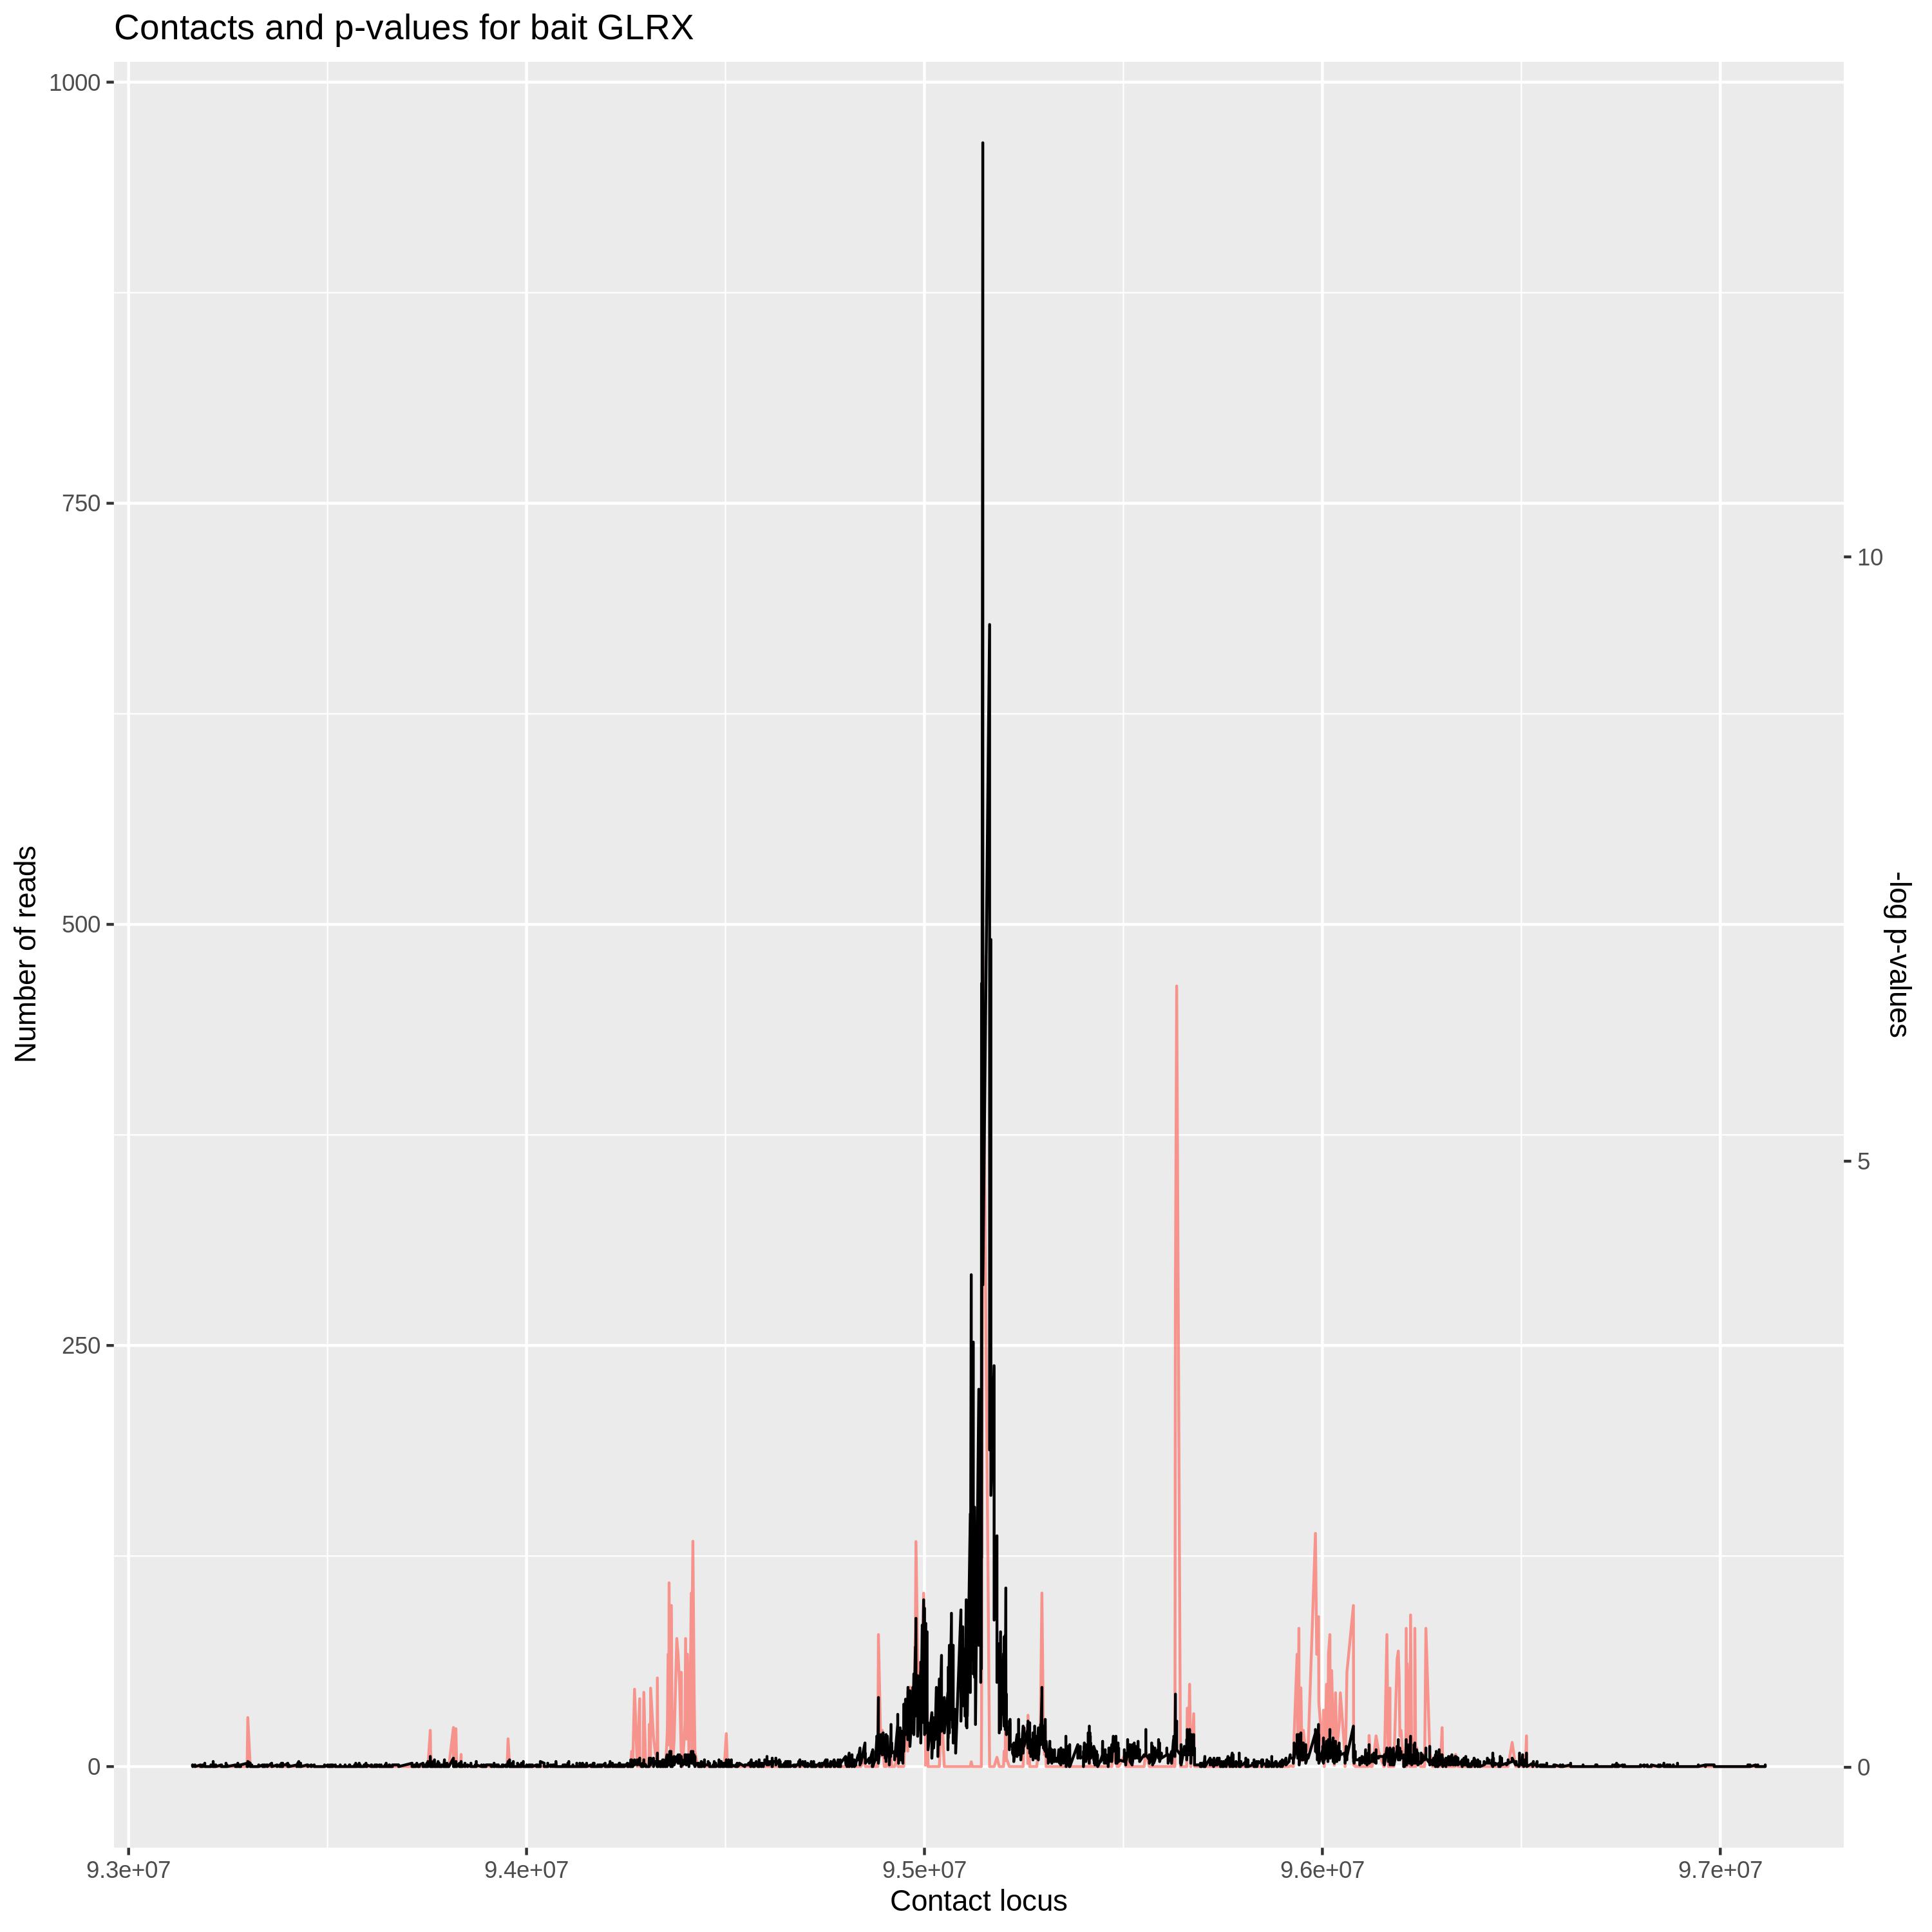 Contacts and p-values for bait GLRX
1000
750
500
250
0
Number of reads
10
5
0
-log p-values
9.3e+07 9.4e+07 9.5e+07 9.6e+07 9.7e+07
Contact locus